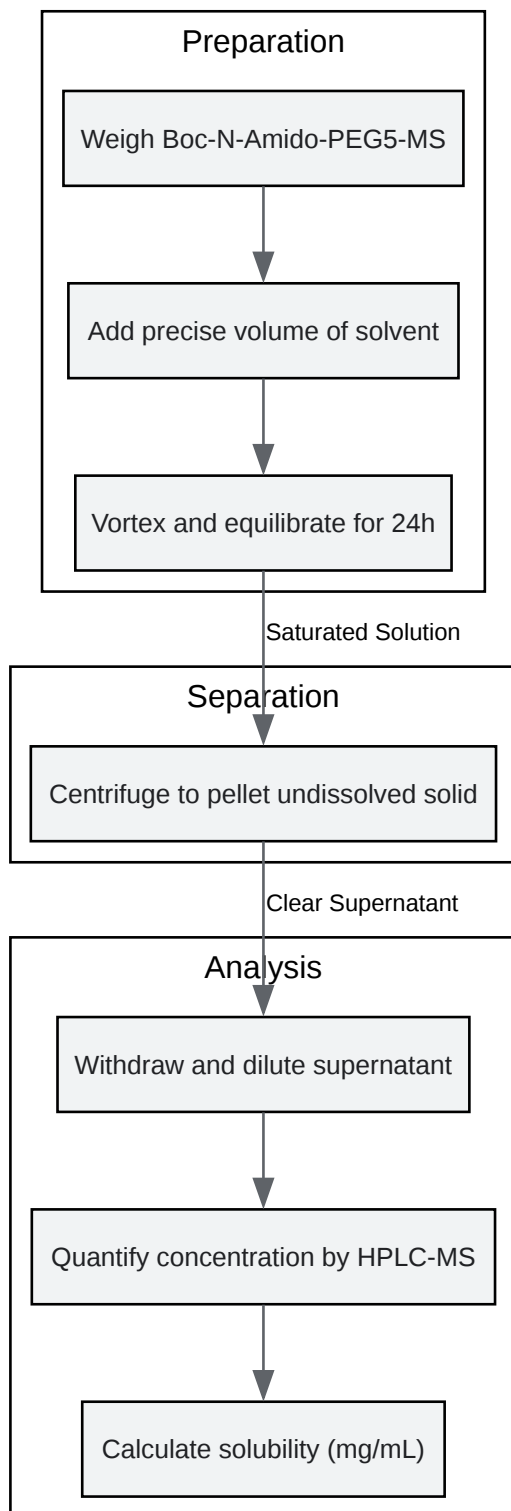 Preparation
Weigh Boc-N-Amido-PEG5-MS
Add precise volume of solvent
Vortex and equilibrate for 24h
Saturated Solution
Separation
Centrifuge to pellet undissolved solid
Clear Supernatant
Analysis
Withdraw and dilute supernatant
Quantify concentration by HPLC-MS
Calculate solubility (mg/mL)